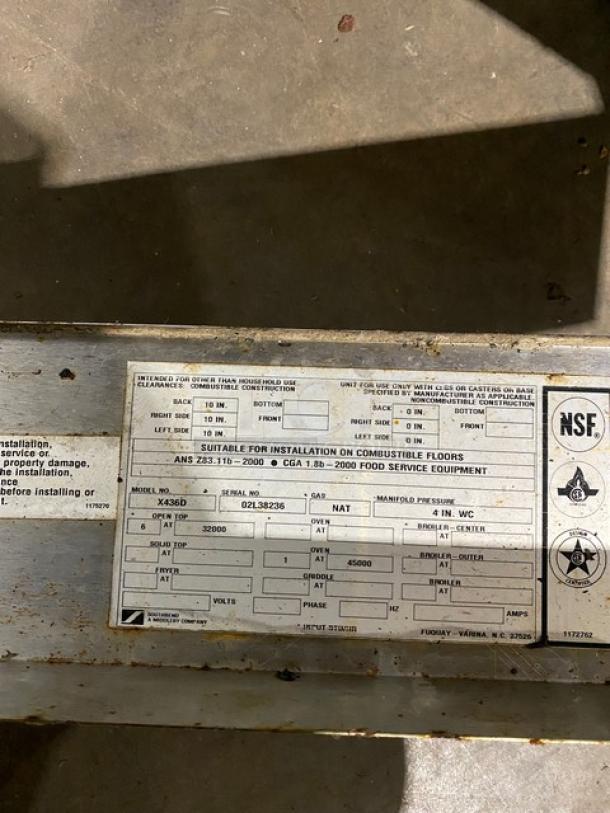 nstallation,
service or
property damage,
he installation,
nce
before installing or
t.
1175270
INTENDED FOR OTHER THAN HOUSEHOLD USE
CLEARANCES: COMBUSTIBLE CONSTRUCTION
BACK 10 IN. BOTTOM
RIGHT SIDE 10 IN. FRONT
LEFT SIDE 10 IN.
UNIT FOR USE ONLY WITH LEGS OR CASTERS OR BASE
SPECIFIED BY MANUFACTURER AS APPLICABLE.
NONCOMBUSTIBLE CONSTRUCTION
BACK 0 IN. BOTTOM
RIGHT SIDE 0 IN. FRONT
LEFT SIDE 0 IN.
SUITABLE FOR INSTALLATION ON COMBUSTIBLE FLOORS
ANS Z83.11b-2000 ● CGA 1.8b-2000 FOOD SERVICE EQUIPMENT
MODEL NO. SERIAL NO. GAS MANIFOLD PRESSURE
X436D 02L38236 NAT 4 IN. WC
OPEN TOP OVEN BROILER-CENTER
6 AT 32000 AT AT
SOLID TOP OVEN BROILER-OUTER
AT 1 AT 45000 AT
FRYER GRIDDLE BROILER
AT AT AT
VOLTS PHASE HZ AMPS
SOUTHBEND
A MIDDLEBY COMPANY
* INPUT BTU/HR
FUQUAY-VARINA, N.C. 27526
NSF
DESIGN
CERTIFIED
1172762